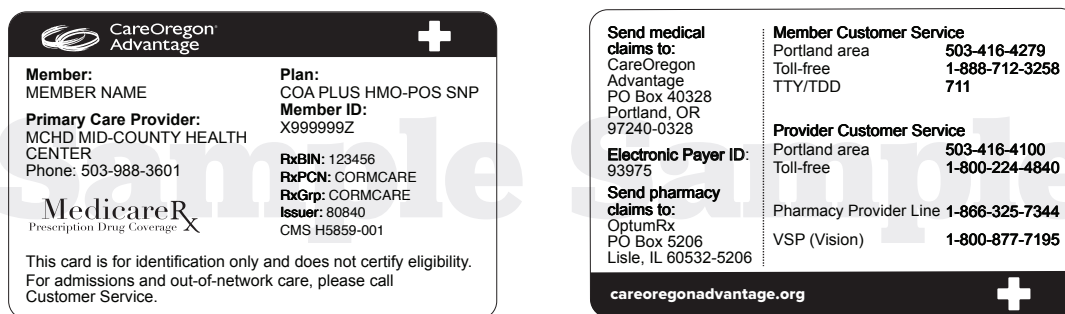 CareOregon®
Advantage
Member:
MEMBER NAME
Primary Care Provider:
MCHD MID-COUNTY HEALTH
CENTER
Phone: 503-988-3601
MedicareRx
Prescription Drug Coverage
Plan:
COA PLUS HMO-POS SNP
Member ID:
X999999Z
RxBIN: 123456
RxPCN: CORMCARE
RxGrp: CORMCARE
Issuer: 80840
CMS H5859-001
This card is for identification only and does not certify eligibility.
For admissions and out-of-network care, please call
Customer Service.
Send medical
claims to:
CareOregon
Advantage
PO Box 40328
Portland, OR
97240-0328
Electronic Payer ID:
93975
Send pharmacy
claims to:
OptumRx
PO Box 5206
Lisle, IL 60532-5206
Member Customer Service
Portland area 503-416-4279
Toll-free 1-888-712-3258
TTY/TDD 711
Provider Customer Service
Portland area 503-416-4100
Toll-free 1-800-224-4840
Pharmacy Provider Line 1-866-325-7344
VSP (Vision) 1-800-877-7195
careoregonadvantage.org
Sample Sample